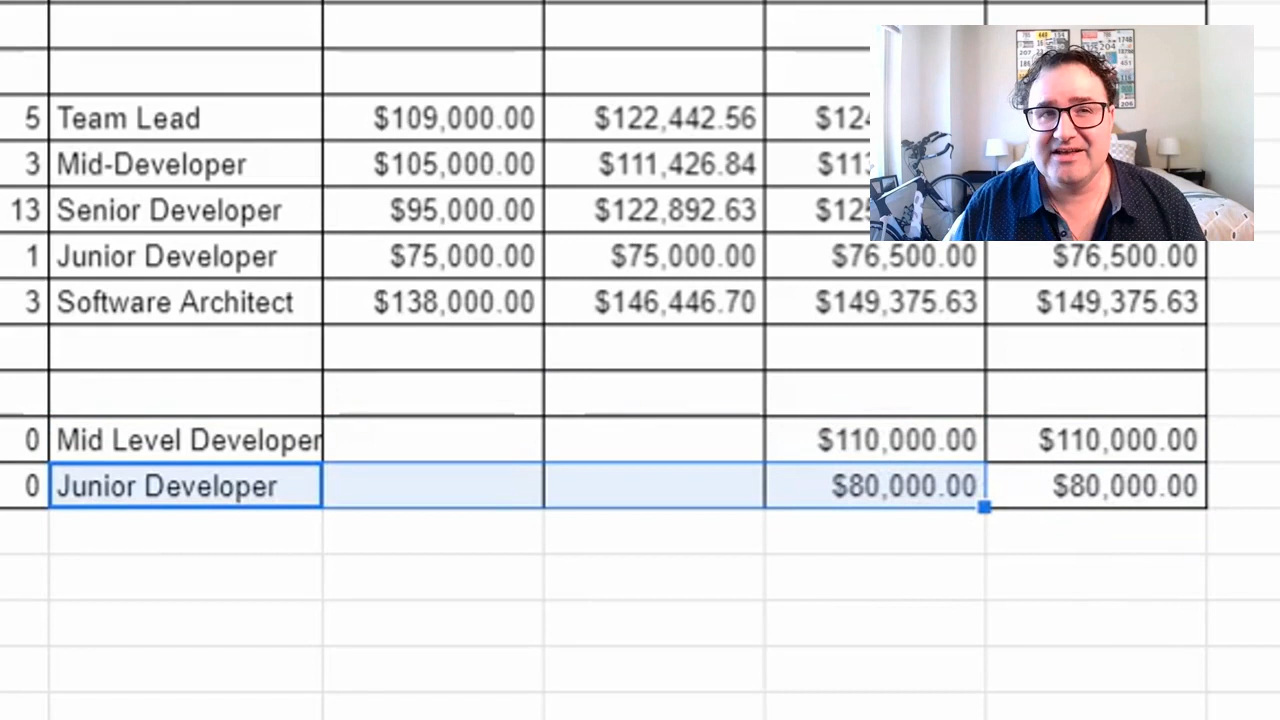 5 Team Lead $109,000.00 $122,442.56 $124
3 Mid-Developer $105,000.00 $111,426.84 $113
13 Senior Developer $95,000.00 $122,892.63 $125
1 Junior Developer $75,000.00 $75,000.00 $76,500.00 $76,500.00
3 Software Architect $138,000.00 $146,446.70 $149,375.63 $149,375.63
0 Mid Level Developer $110,000.00 $110,000.00
0 Junior Developer $80,000.00 $80,000.00